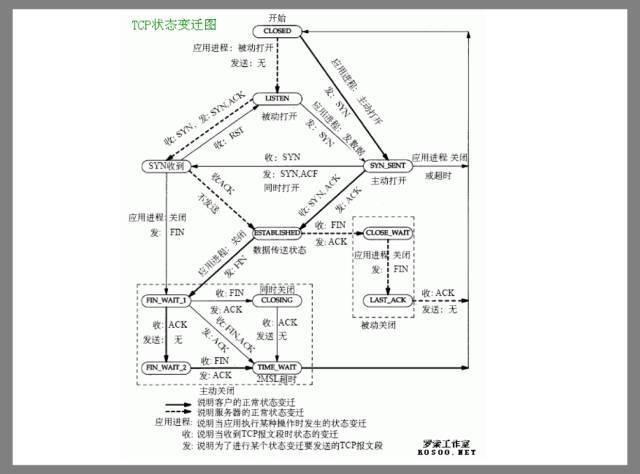 TCP状态变迁图
开始
CLOSED
应用进程:被动打开
发送:无
应用进程:主动打开
发:SYN
LISTEN
被动打开
收:SYN,发:SYN,ACK
收:RST
应用进程:发数据
发:SYN
SYN收到
收:SYN
发:SYN,ACF
同时打开
SYN_SENT
主动打开
应用进程 关闭
或超时
收ACK
不发送
收:SYN,ACK
发:ACK
应用进程:关闭
发:FIN
ESTABLISHED
数据传送状态
收:FIN
发:ACK
CLOSE_WAIT
应用进程:关闭
发:FIN
应用进程:关闭
发:FIN
LAST_ACK
收:ACK
发送:无
被动关闭
FIN_WAIT_1
收:FIN
发:ACK
同时关闭
CLOSING
收:ACK
发送:无
收:FIN,ACK
发:ACK
收:ACK
发送 无
FIN_WAIT_2
收:FIN
发:ACK
TIME_WAIT
2MSL超时
主动关闭
说明客户的正常状态变迁
说明服务器的正常状态变迁
应用进程:说明当应用执行某种操作时发生的状态变迁
收:说明当收到TCP报文段时状态的变迁
发:说明为了进行某个状态变迁要发送的TCP报文段
罗索工作室
ROSOO.NET